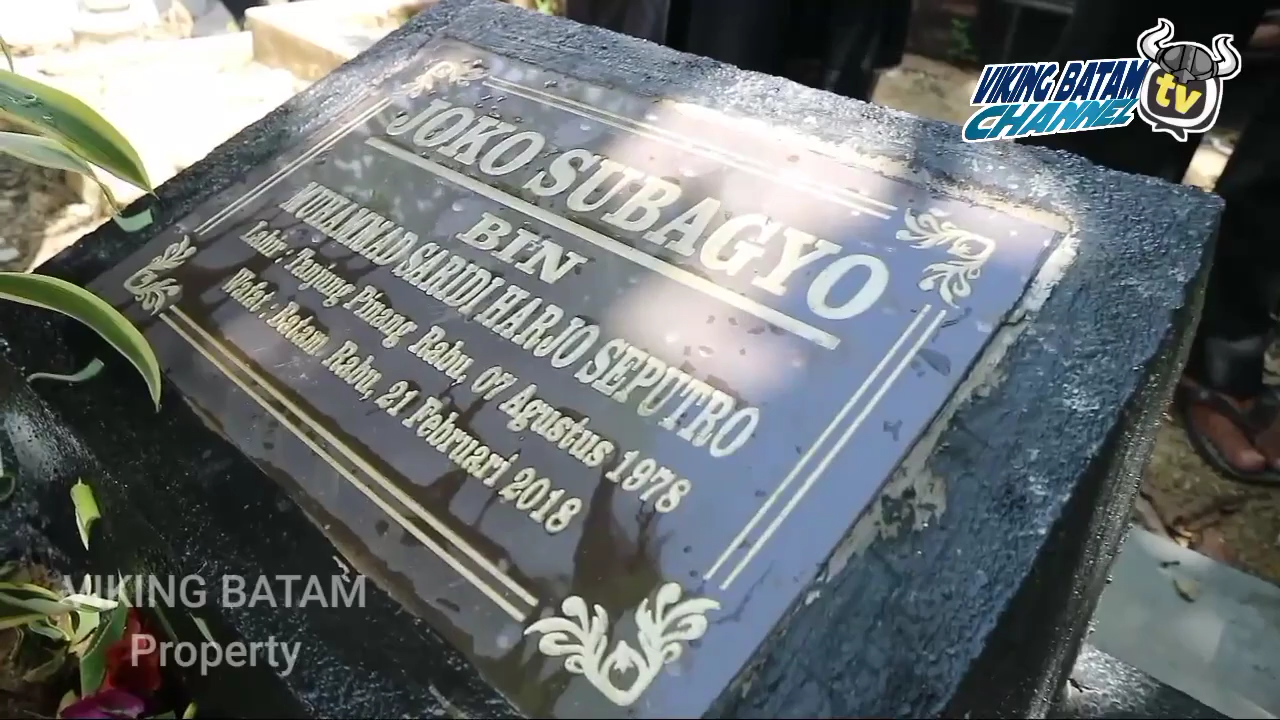 VIKING BATAM
CHANNEL
tv
JOKO SUBAGYO
BIN
MUHAMMAD SARIDI HARJO SEPUTRO
Lahir : Tanjung Pinang Rabu, 07 Agustus 1978
Wafat : Batam Rabu, 21 Februari 2018
VIKING BATAM
Property